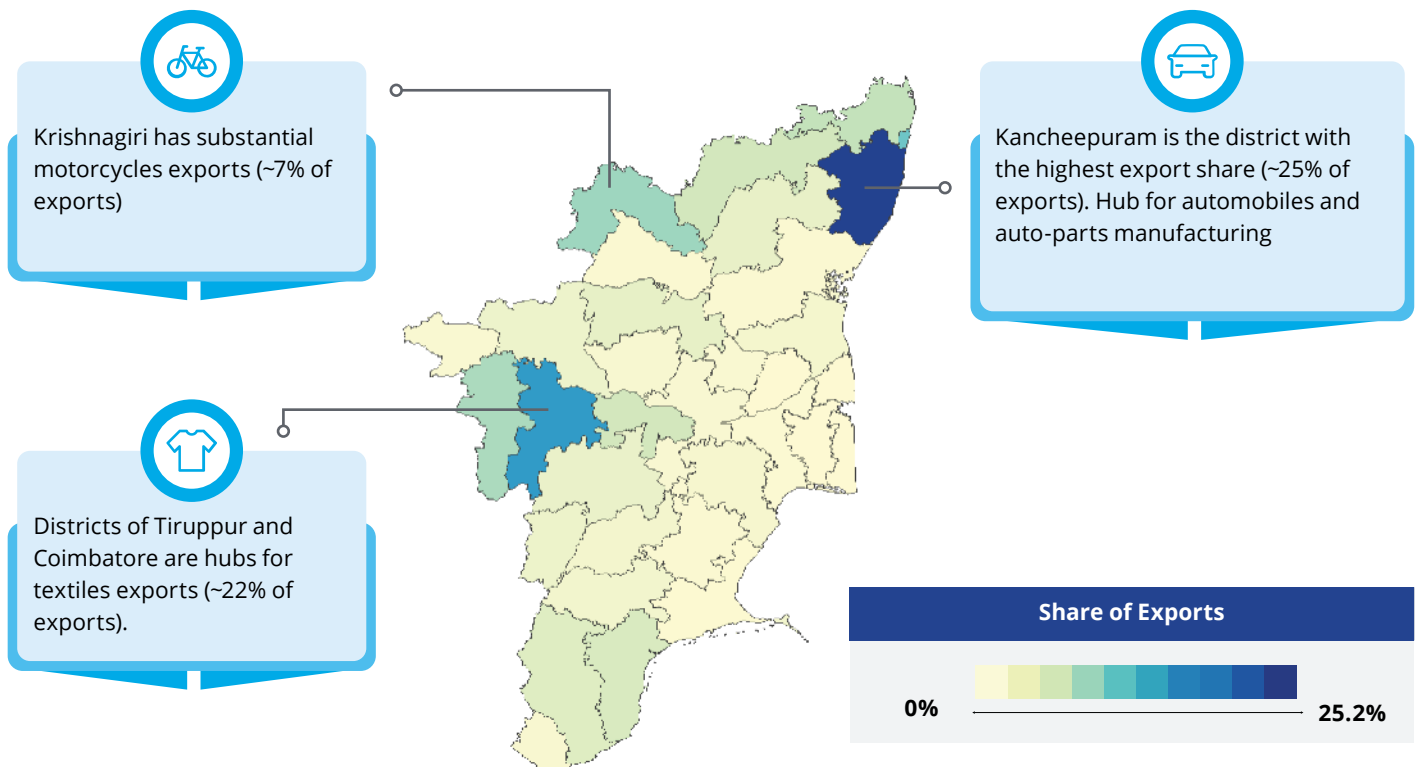 Krishnagiri has substantial
motorcycles exports (~7% of
exports)
Kancheepuram is the district with
the highest export share (~25% of
exports). Hub for automobiles and
auto-parts manufacturing
Districts of Tiruppur and
Coimbatore are hubs for
textiles exports (~22% of
exports).
Share of Exports
0%
25.2%